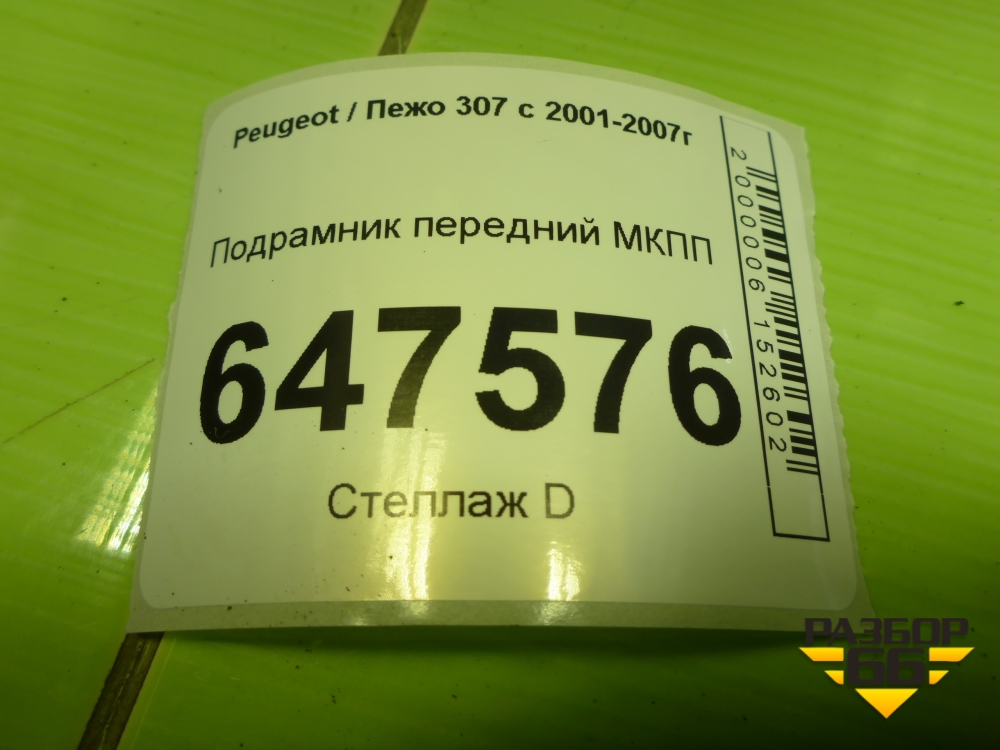 Peugeot / Пежо 307 с 2001-2007г
Подрамник передний МКПП
647576
Стеллаж D
2000006152602
РАЗБОР
66